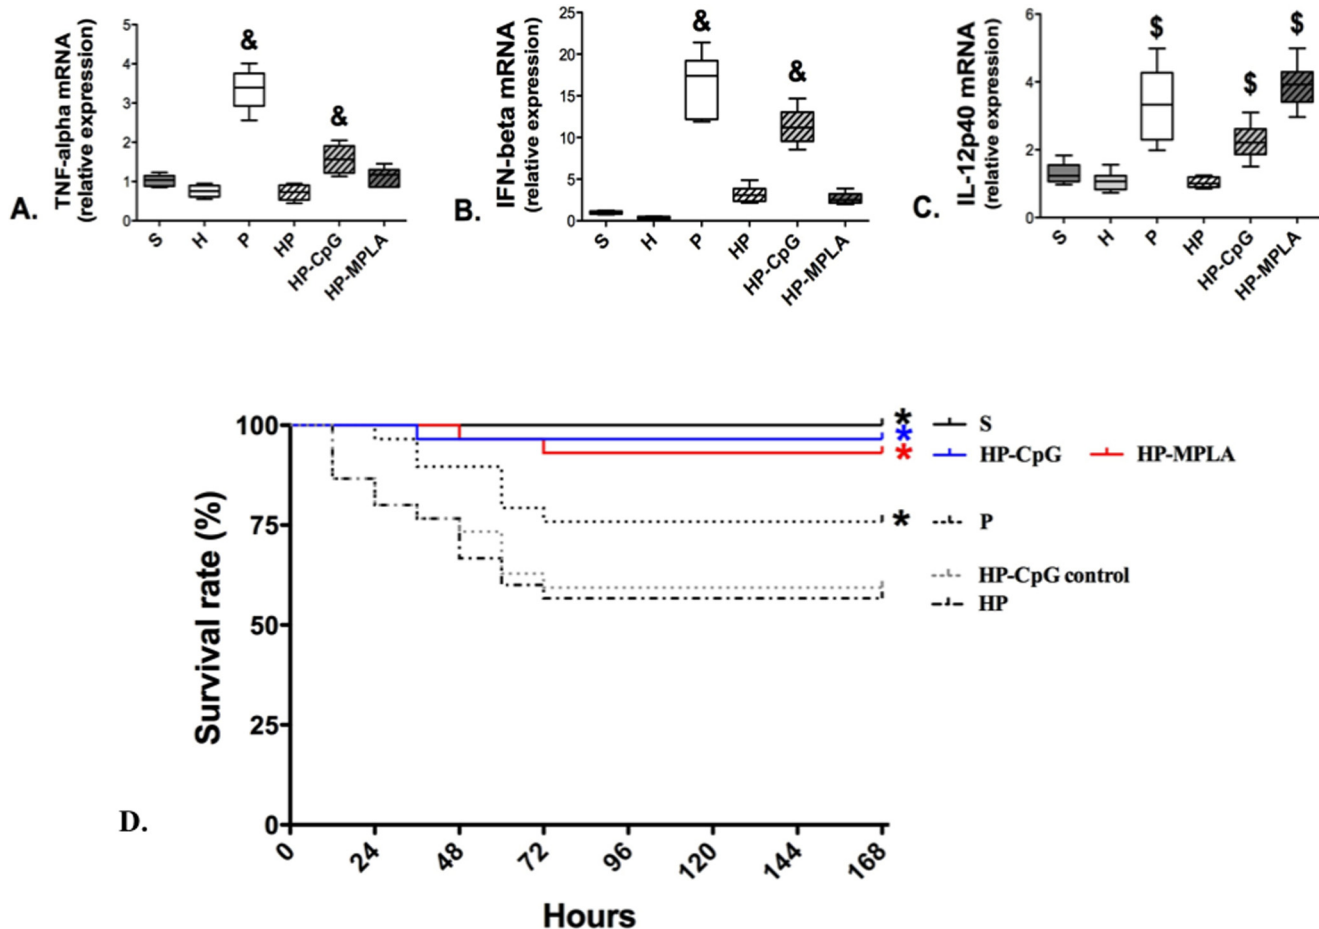 TNF-alpha mRNA
(relative expression)
5
4
3
2
1
0
&
&
S
H
P
HP
HP-CpG
HP-MPLA
A.
IFN-beta mRNA
(relative expression)
25
20
15
10
5
0
&
&
S
H
P
HP
HP-CpG
HP-MPLA
B.
IL-12p40 mRNA
(relative expression)
6
4
2
0
$
$
$
S
H
P
HP
HP-CpG
HP-MPLA
C.
Survival rate (%)
100
75
50
25
0
0
24
48
72
96
120
144
168
Hours
* S
* HP-CpG
* HP-MPLA
* P
HP-CpG control
HP
D.